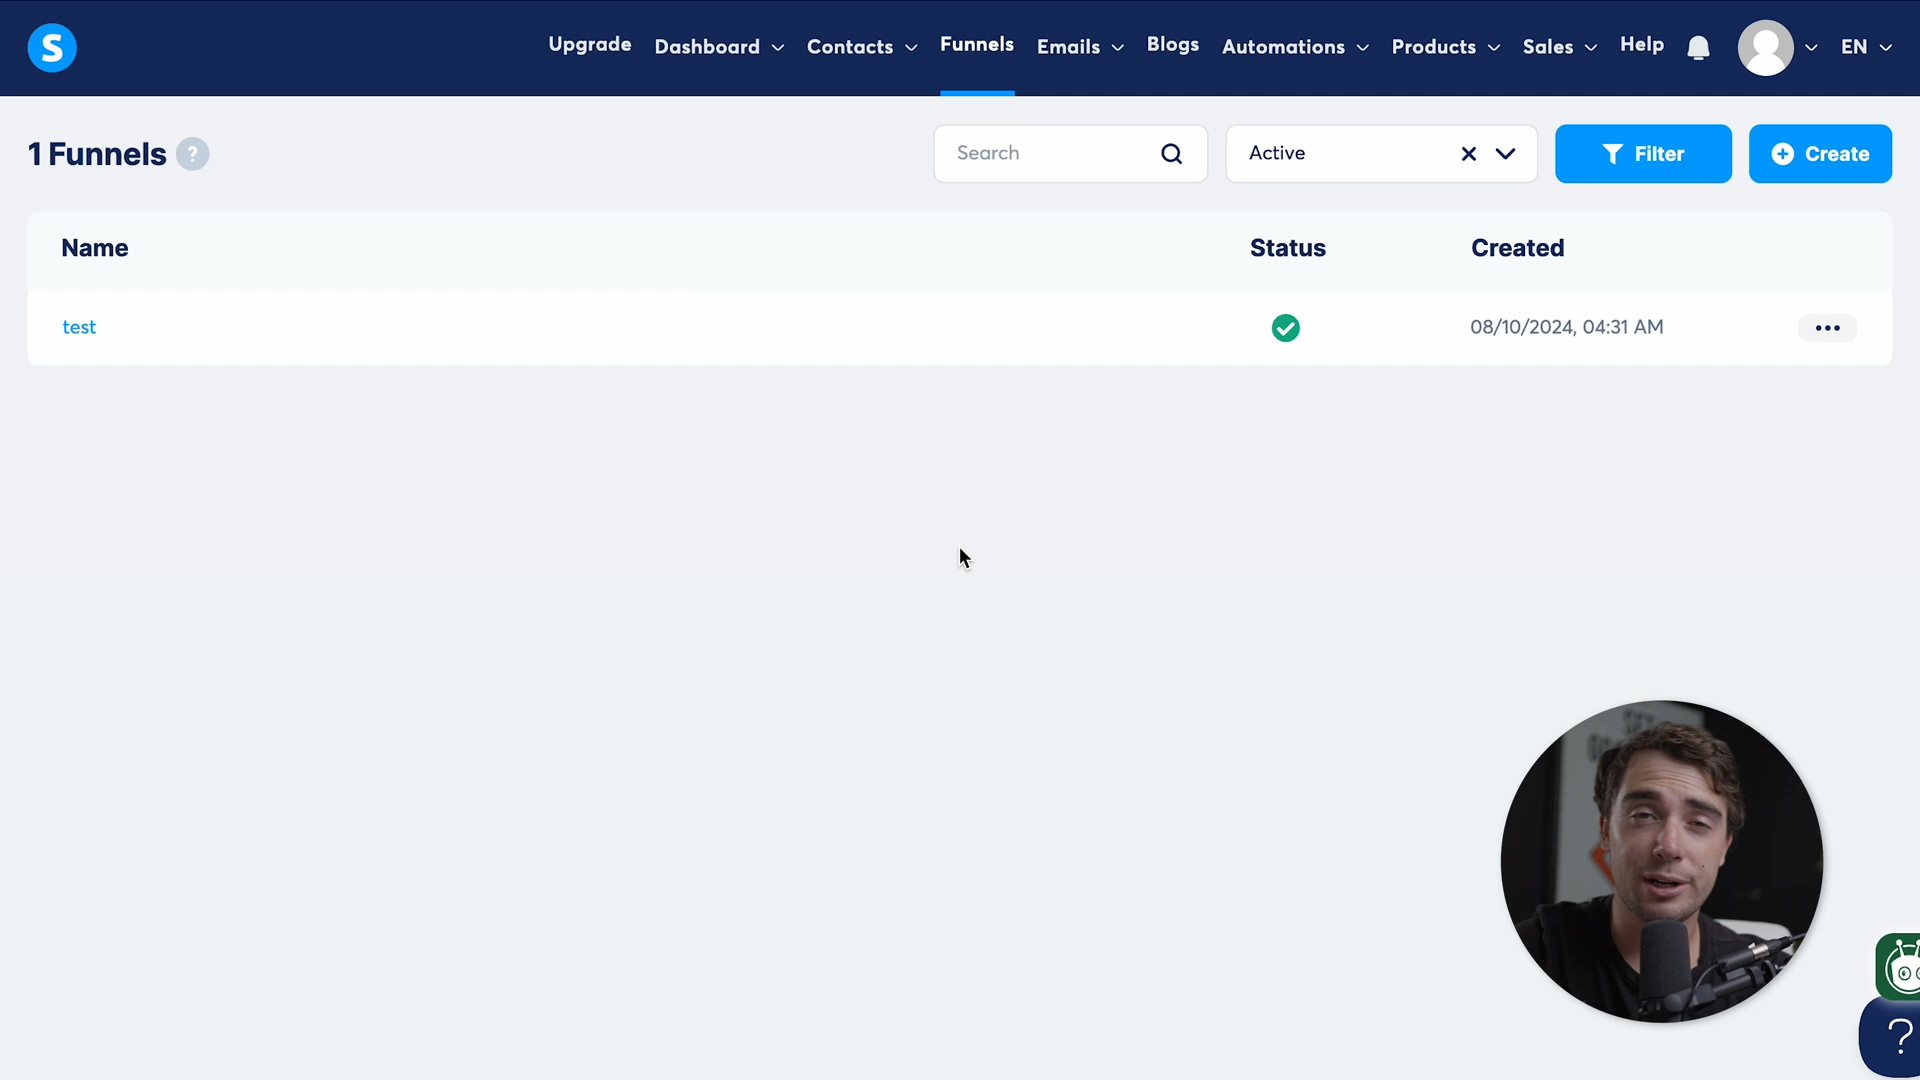 S
Upgrade Dashboard Contacts Funnels Emails Blogs Automations Products Sales Help EN
1 Funnels ?
Search
Active
Filter
Create
Name Status Created
test 08/10/2024, 04:31 AM
?